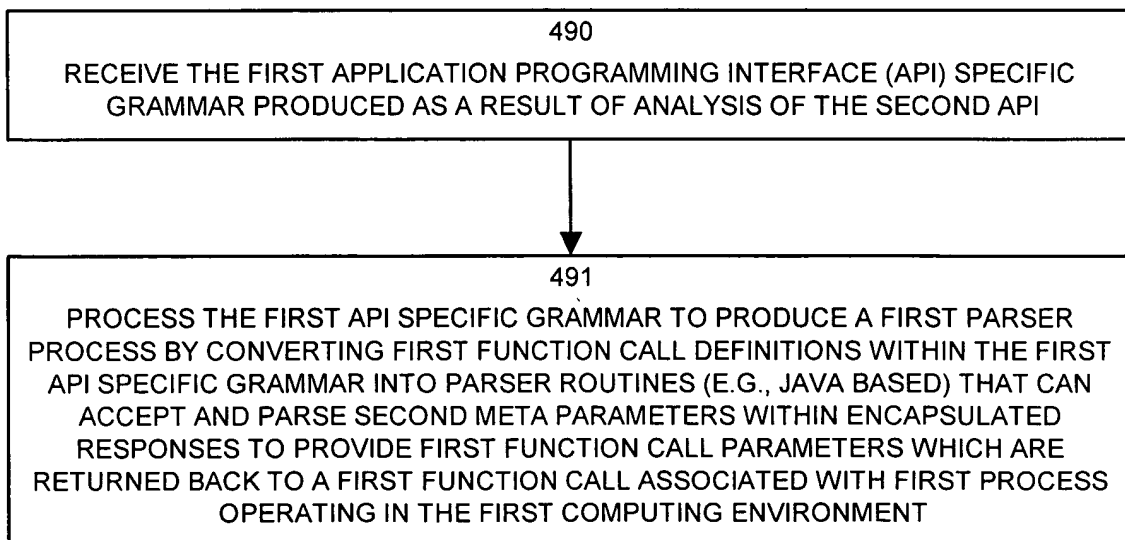 490
RECEIVE THE FIRST APPLICATION PROGRAMMING INTERFACE (API) SPECIFIC
GRAMMAR PRODUCED AS A RESULT OF ANALYSIS OF THE SECOND API
491
PROCESS THE FIRST API SPECIFIC GRAMMAR TO PRODUCE A FIRST PARSER
PROCESS BY CONVERTING FIRST FUNCTION CALL DEFINITIONS WITHIN THE FIRST
API SPECIFIC GRAMMAR INTO PARSER ROUTINES (E.G., JAVA BASED) THAT CAN
ACCEPT AND PARSE SECOND META PARAMETERS WITHIN ENCAPSULATED
RESPONSES TO PROVIDE FIRST FUNCTION CALL PARAMETERS WHICH ARE
RETURNED BACK TO A FIRST FUNCTION CALL ASSOCIATED WITH FIRST PROCESS
OPERATING IN THE FIRST COMPUTING ENVIRONMENT